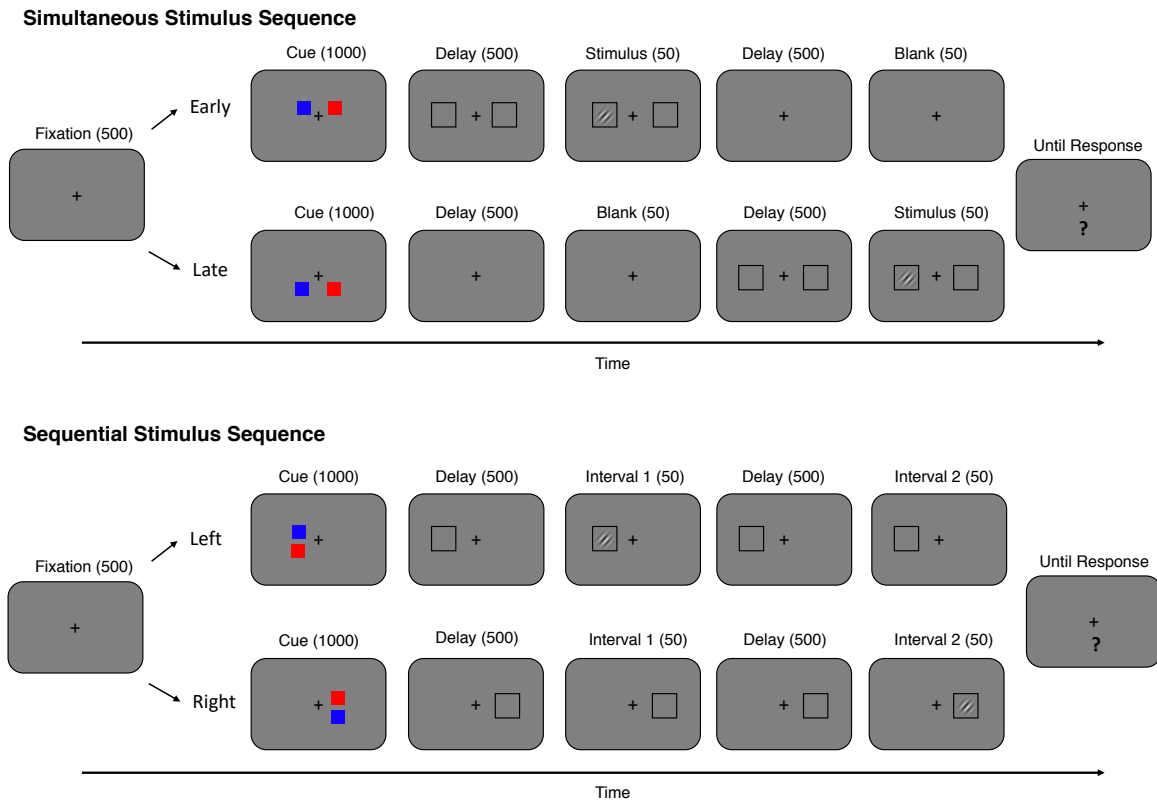 Simultaneous Stimulus Sequence
Cue (1000) Delay (500) Stimulus (50) Delay (500) Blank (50)
Early
Fixation (500)
Until Response
?
Cue (1000) Delay (500) Blank (50) Delay (500) Stimulus (50)
Late
Time
Sequential Stimulus Sequence
Cue (1000) Delay (500) Interval 1 (50) Delay (500) Interval 2 (50)
Left
Fixation (500)
Until Response
?
Cue (1000) Delay (500) Interval 1 (50) Delay (500) Interval 2 (50)
Right
Time